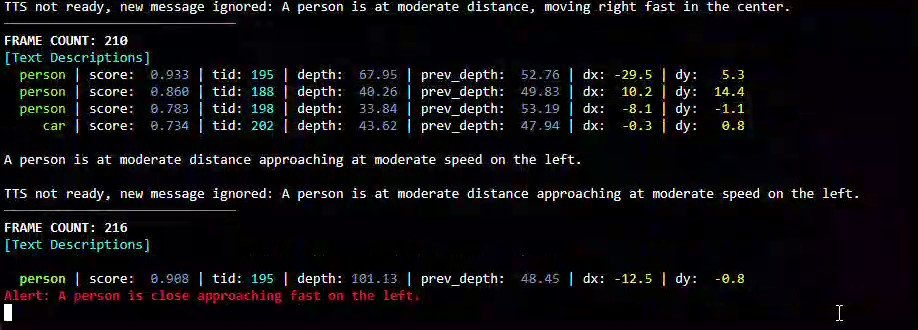 TTS not ready, new message ignored: A person is at moderate distance, moving right fast in the center.
FRAME COUNT: 210
[Text Descriptions]
person | score: 0.933 | tid: 195 | depth: 67.95 | prev_depth: 52.76 | dx: -29.5 | dy: 5.3
person | score: 0.860 | tid: 188 | depth: 40.26 | prev_depth: 49.83 | dx: 10.2 | dy: 14.4
person | score: 0.783 | tid: 198 | depth: 33.84 | prev_depth: 53.19 | dx: -8.1 | dy: -1.1
car | score: 0.734 | tid: 202 | depth: 43.62 | prev_depth: 47.94 | dx: -0.3 | dy: 0.8
A person is at moderate distance approaching at moderate speed on the left.
TTS not ready, new message ignored: A person is at moderate distance approaching at moderate speed on the left.
FRAME COUNT: 216
[Text Descriptions]
person | score: 0.908 | tid: 195 | depth: 101.13 | prev_depth: 48.45 | dx: -12.5 | dy: -0.8
Alert: A person is close approaching fast on the left.